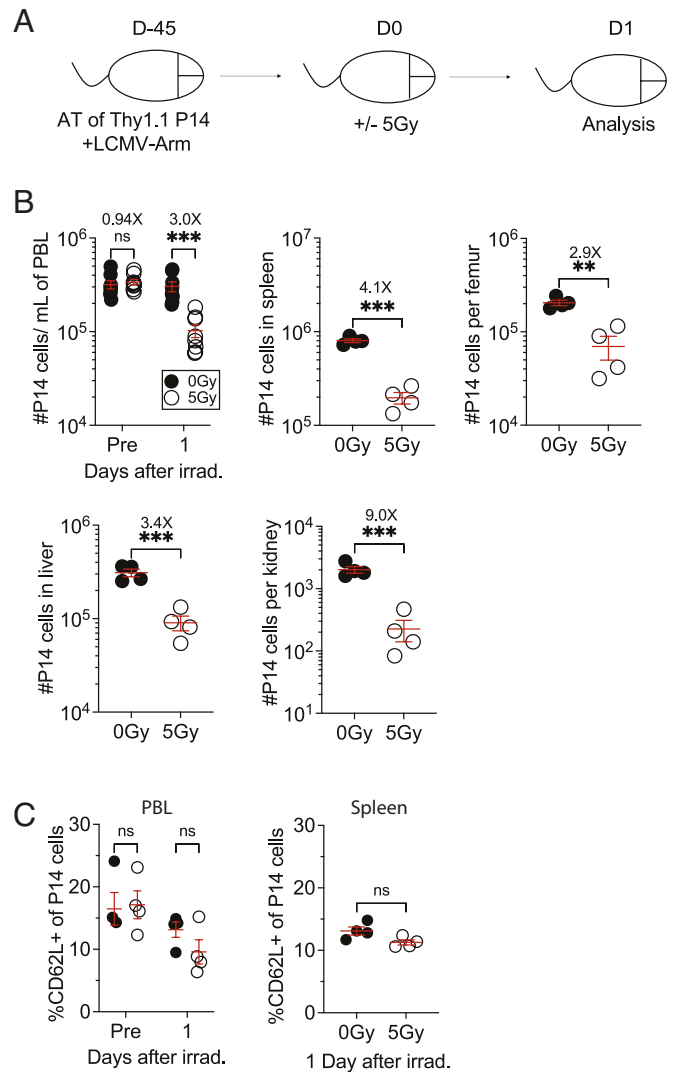 A
D-45
D0
D1
AT of Thy1.1 P14
+LCMV-Arm
+/- 5Gy
Analysis
B
#P14 cells/ mL of PBL
10^6
10^5
10^4
0.94X
ns
3.0X
***
0Gy
5Gy
Pre
1
Days after irrad.
#P14 cells in spleen
10^7
10^6
10^5
4.1X
***
0Gy
5Gy
#P14 cells per femur
10^6
10^5
10^4
2.9X
**
0Gy
5Gy
#P14 cells in liver
10^6
10^5
10^4
3.4X
***
0Gy
5Gy
#P14 cells per kidney
10^4
10^3
10^2
10^1
9.0X
***
0Gy
5Gy
C
PBL
%CD62L+ of P14 cells
30
20
10
0
ns
ns
Pre
1
Days after irrad.
Spleen
%CD62L+ of P14 cells
30
20
10
0
ns
0Gy
5Gy
1 Day after irrad.